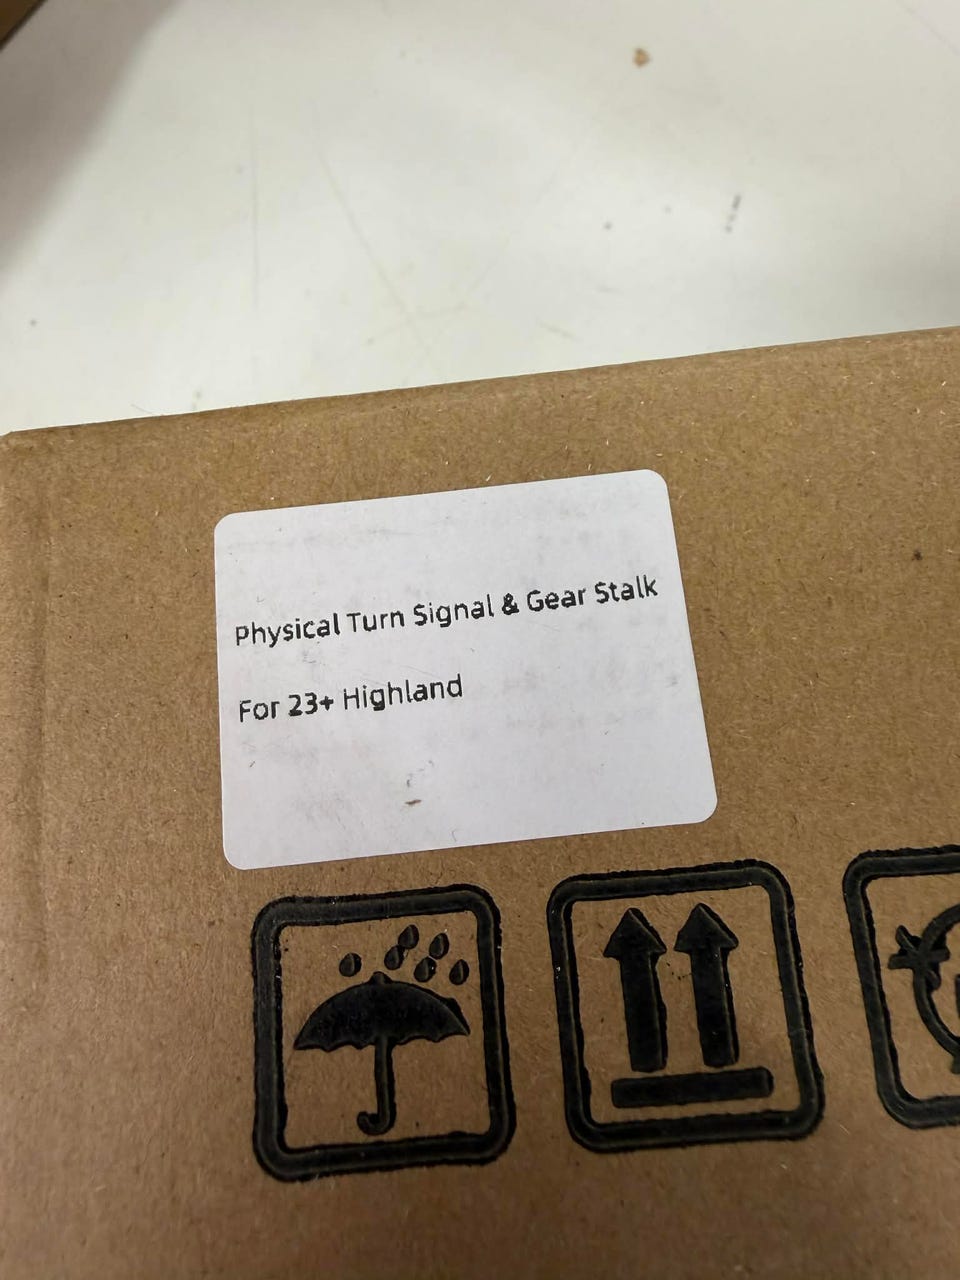 Physical Turn Signal & Gear Stalk
For 23+ Highland